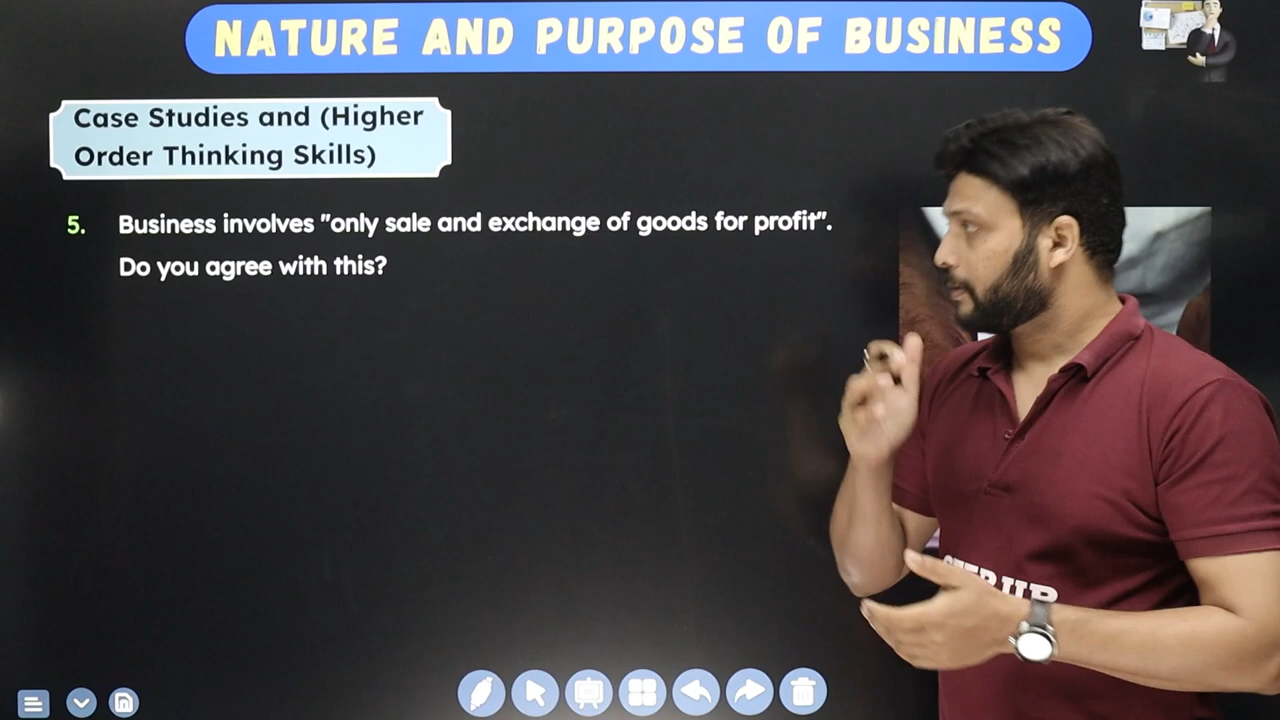 NATURE AND PURPOSE OF BUSINESS
Case Studies and (Higher
Order Thinking Skills)
5. Business involves "only sale and exchange of goods for profit".
Do you agree with this?